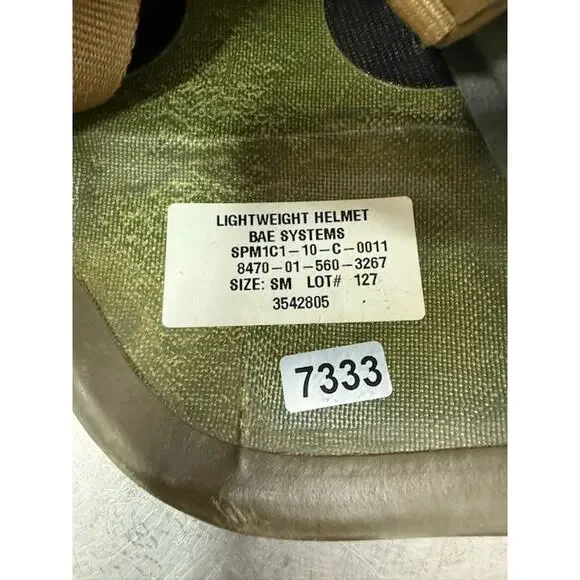 LIGHTWEIGHT HELMET
BAE SYSTEMS
SPM1C1-10-C-0011
8470-01-560-3267
SIZE: SM LOT# 127
3542805
7333